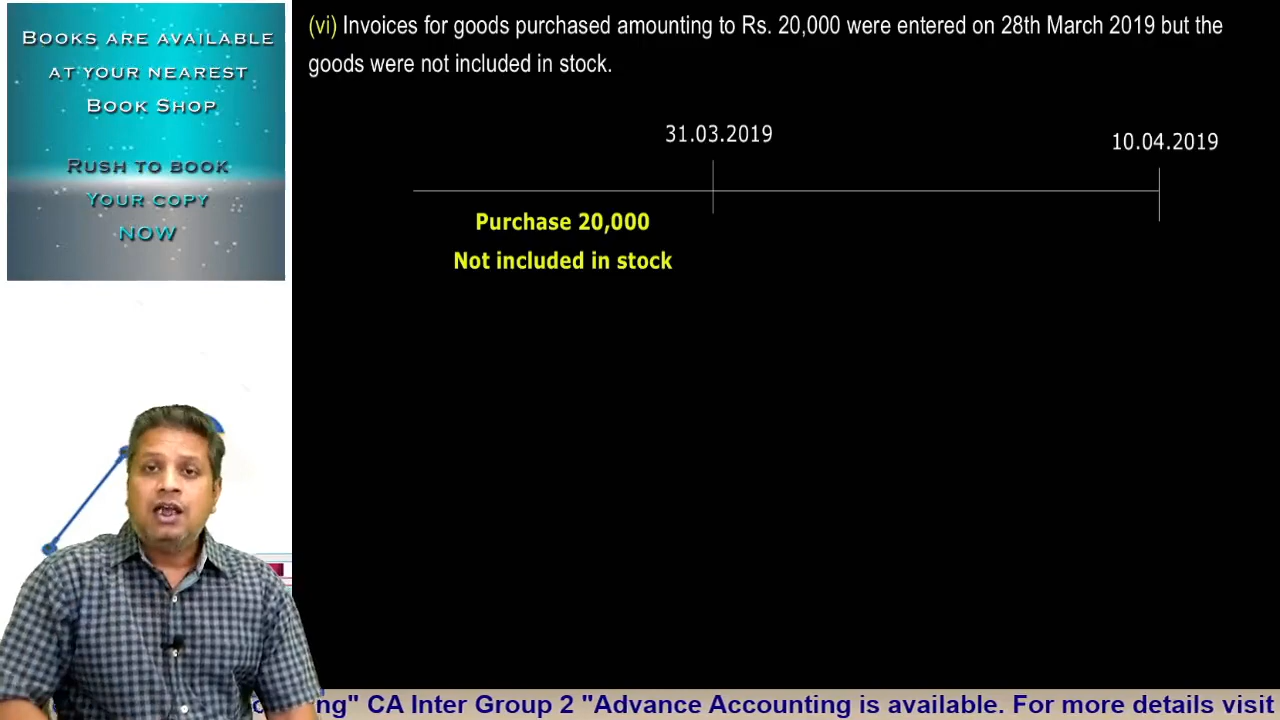 BOOKS ARE AVAILABLE
AT YOUR NEAREST
BOOK SHOP
RUSH TO BOOK
YOUR COPY
NOW
(vi) Invoices for goods purchased amounting to Rs. 20,000 were entered on 28th March 2019 but the
goods were not included in stock.
31.03.2019
10.04.2019
Purchase 20,000
Not included in stock
ng" CA Inter Group 2 "Advance Accounting is available. For more details visit